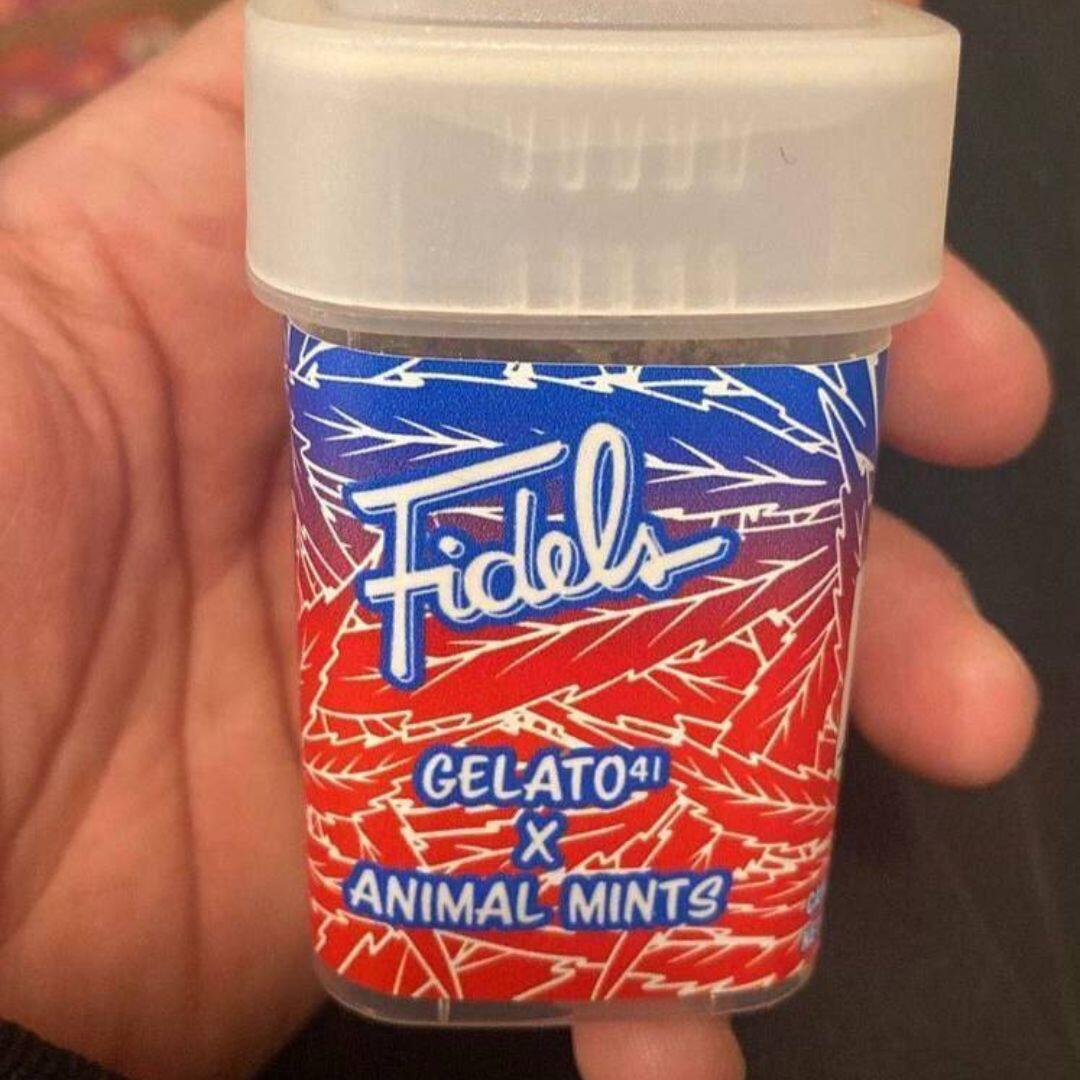 Fidels
GELATO⁴¹
X
ANIMAL MINTS